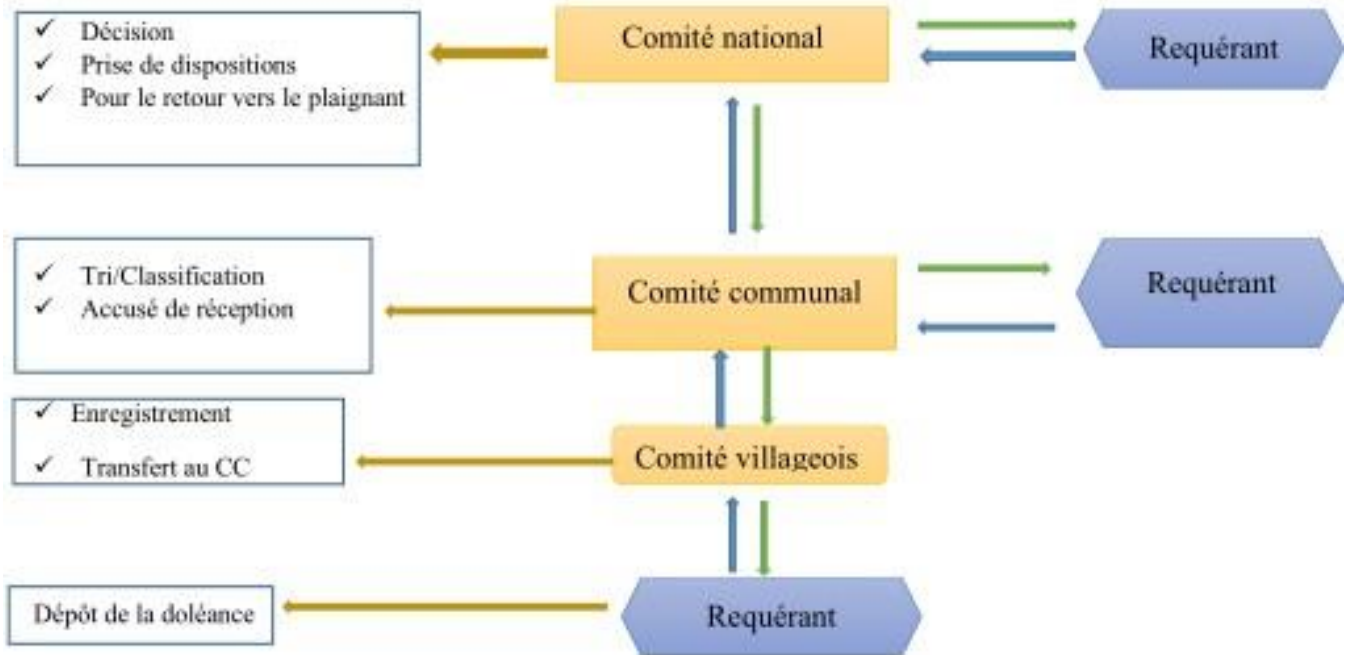 ✓ Décision
✓ Prise de dispositions
✓ Pour le retour vers le plaignant
Comité national
Requérant
✓ Tri/Classification
✓ Accusé de réception
Comité communal
Requérant
✓ Enregistrement
✓ Transfert au CC
Comité villageois
Dépôt de la doléance
Requérant